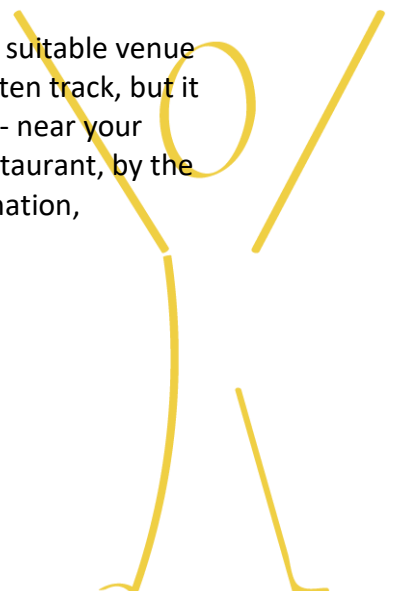 suitable venue
ten track, but it
- near your
taurant, by the
nation,